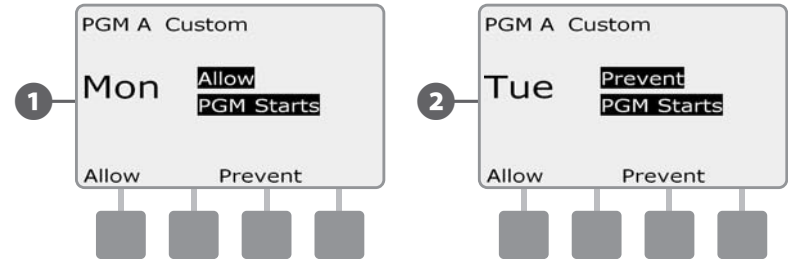 1
PGM A Custom
Mon
Allow
PGM Starts
Allow Prevent
2
PGM A Custom
Tue
Prevent
PGM Starts
Allow Prevent